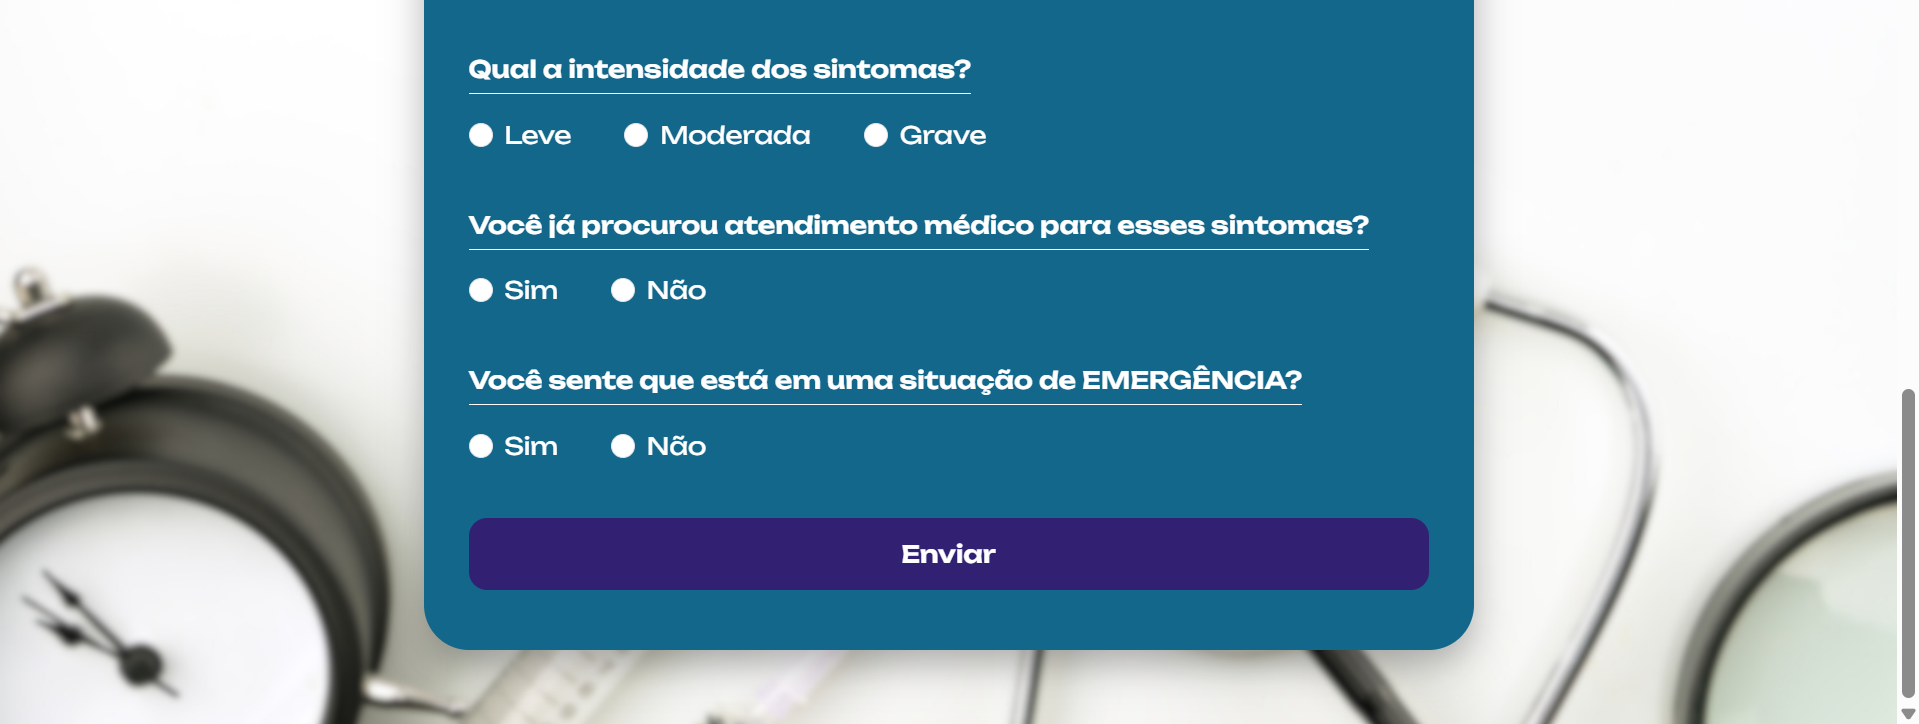 Qual a intensidade dos sintomas?
Leve Moderada Grave
Você já procurou atendimento médico para esses sintomas?
Sim Não
Você sente que está em uma situação de EMERGÊNCIA?
Sim Não
Enviar